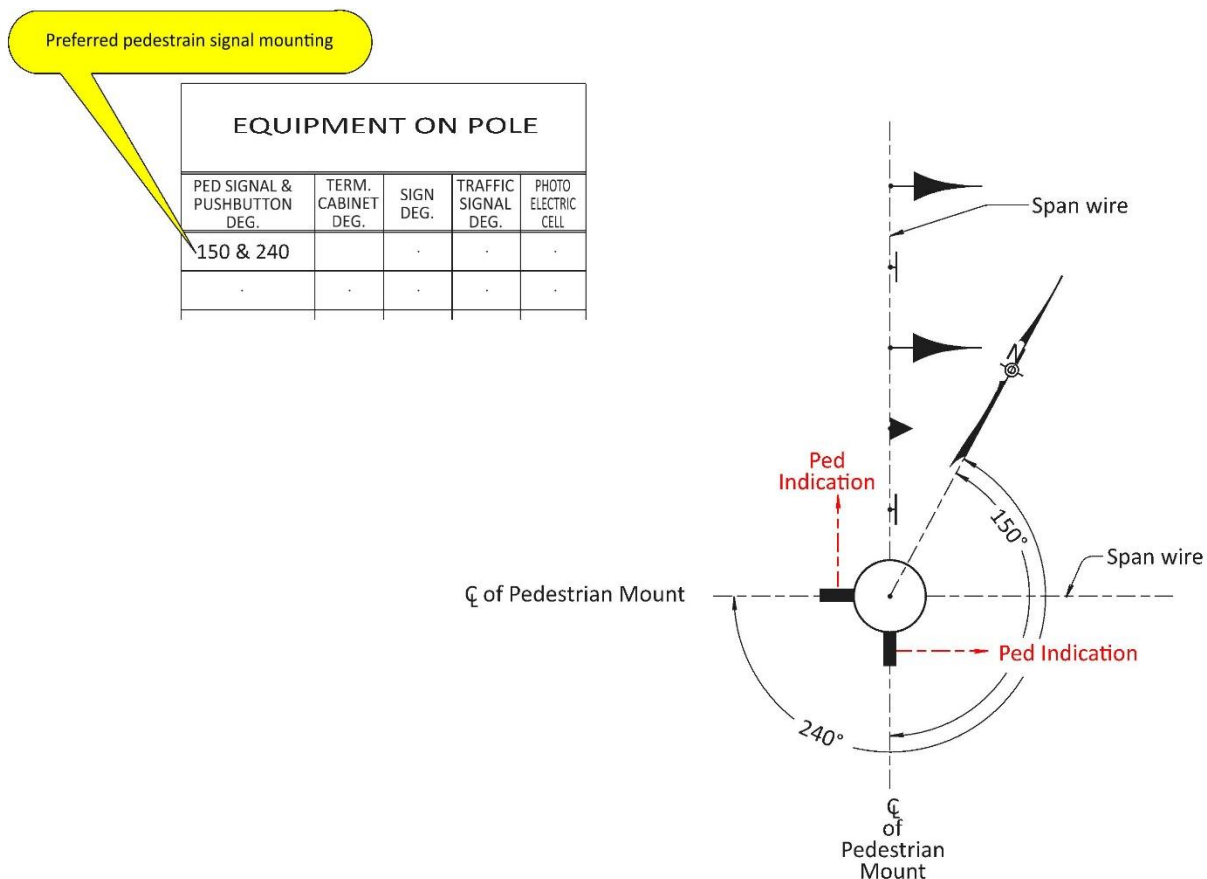 Preferred pedestrain signal mounting
EQUIPMENT ON POLE
PED SIGNAL &
PUSHBUTTON
DEG.
TERM.
CABINET
DEG.
SIGN
DEG.
TRAFFIC
SIGNAL
DEG.
PHOTO
ELECTRIC
CELL
150 & 240
Span wire
N
Ped
Indication
150°
Span wire
℄ of Pedestrian Mount
Ped Indication
240°
℄
of
Pedestrian
Mount